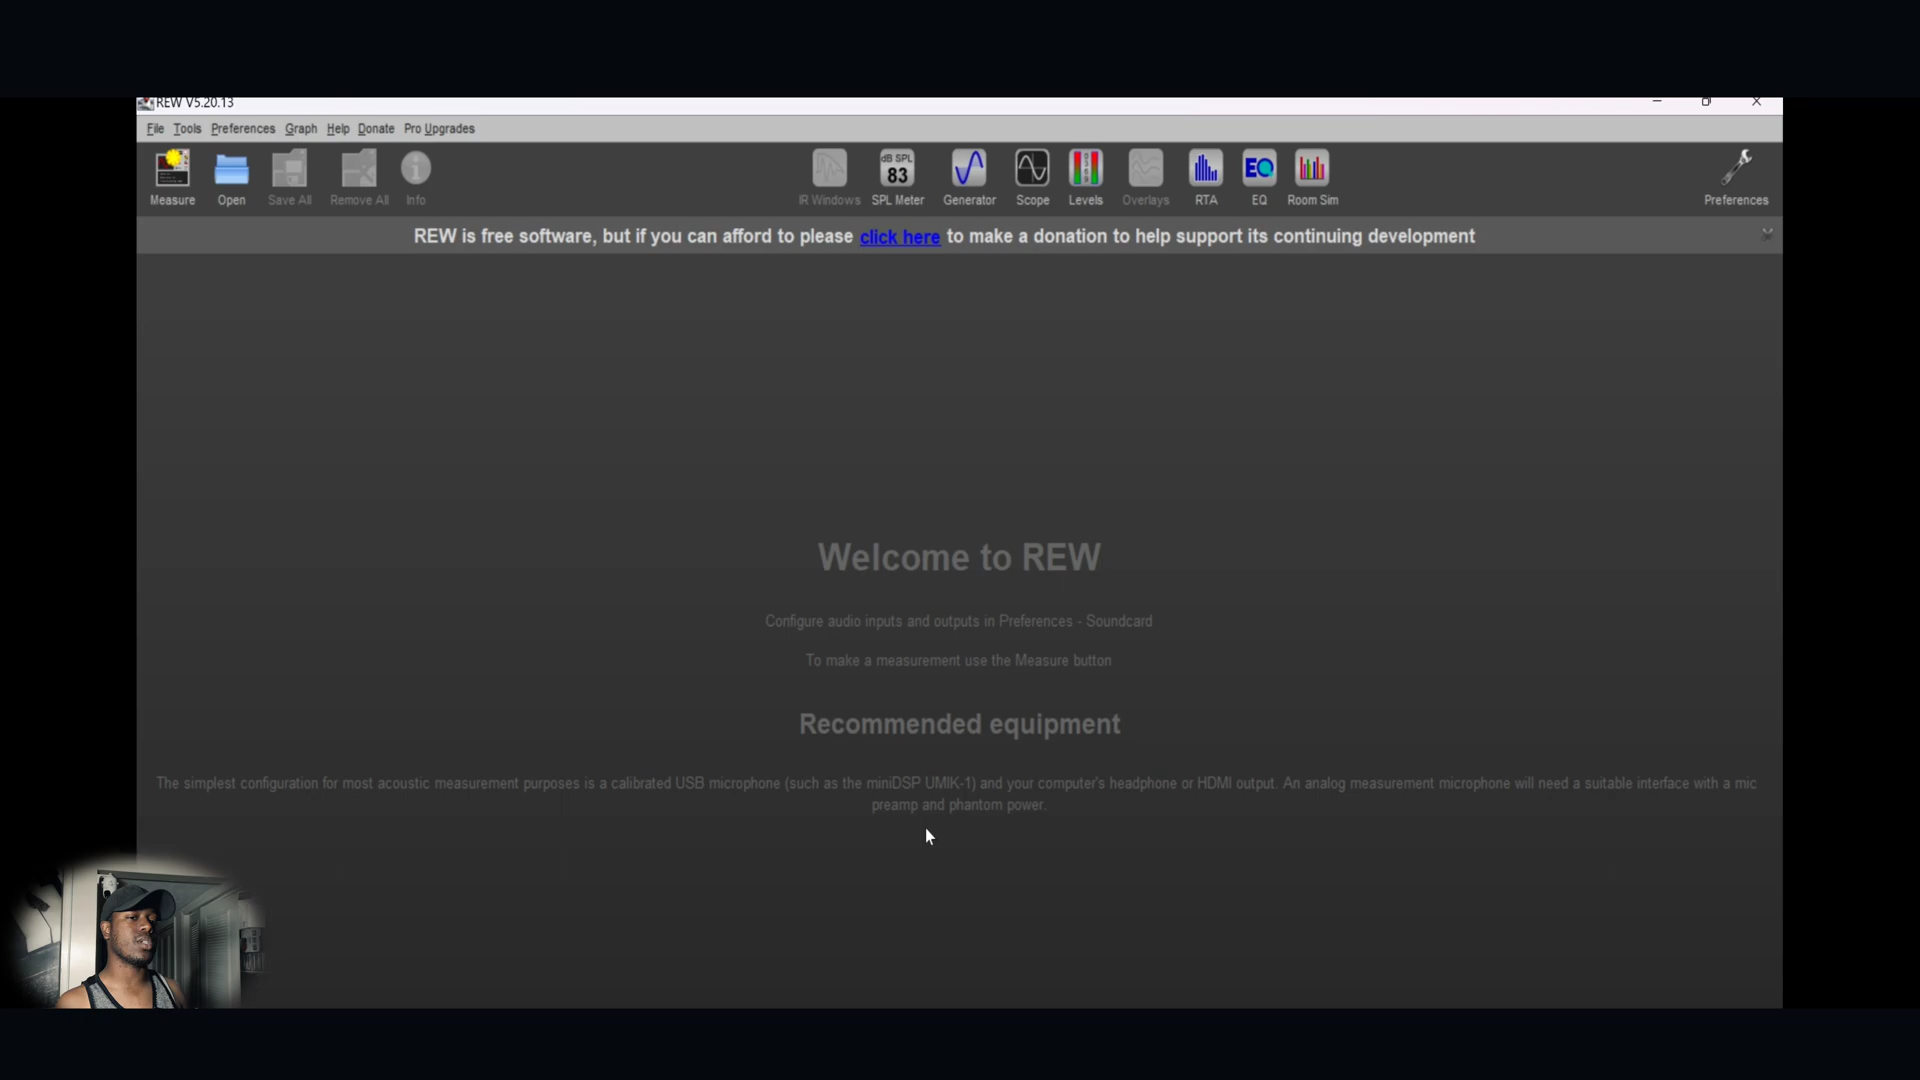 REW V5.20.13
File Tools Preferences Graph Help Donate Pro Upgrades
dB SPL
83
EQ
Measure Open Save All Remove All Info IR Windows SPL Meter Generator Scope Levels Overlays RTA EQ Room Sim Preferences
REW is free software, but if you can afford to please click here to make a donation to help support its continuing development
Welcome to REW
Configure audio inputs and outputs in Preferences - Soundcard
To make a measurement use the Measure button
Recommended equipment
The simplest configuration for most acoustic measurement purposes is a calibrated USB microphone (such as the miniDSP UMIK-1) and your computer's headphone or HDMI output. An analog measurement microphone will need a suitable interface with a mic
preamp and phantom power.